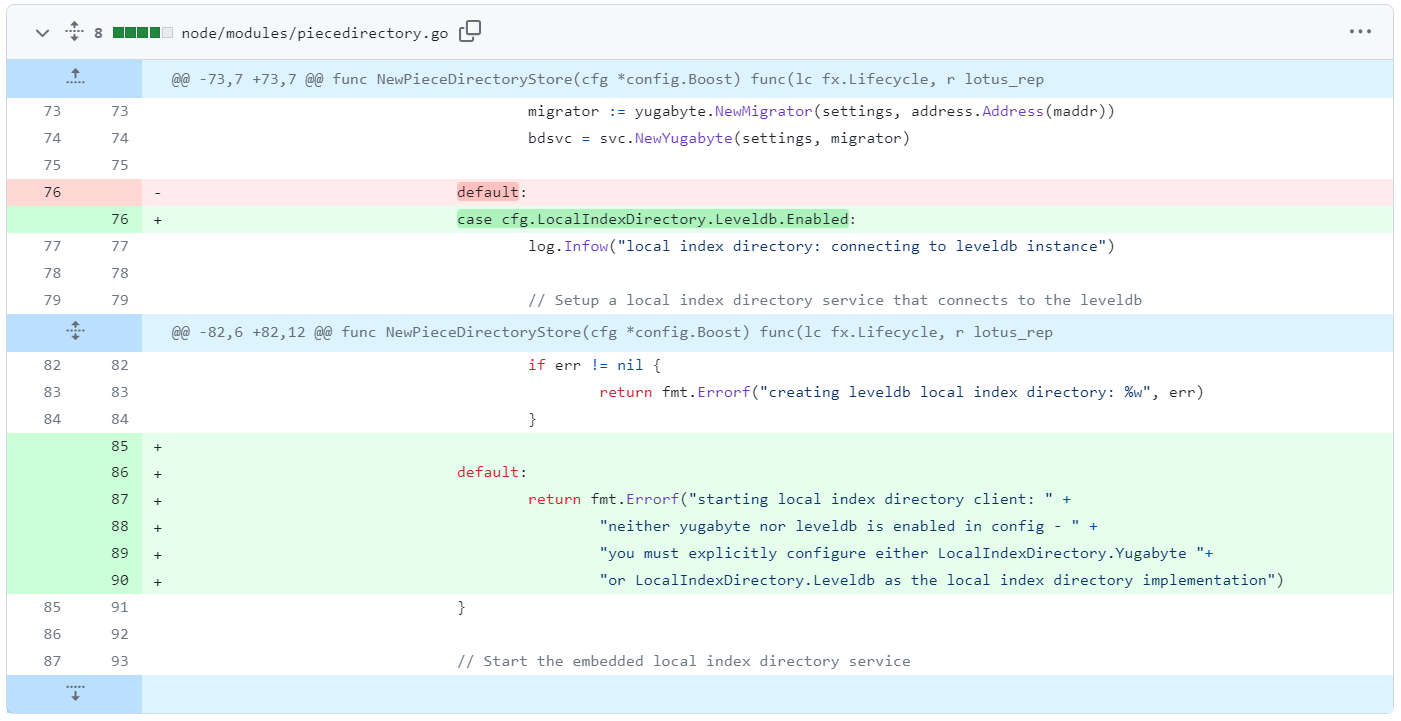 8 node/modules/piecedirectory.go
@@ -73,7 +73,7 @@ func NewPieceDirectoryStore(cfg *config.Boost) func(lc fx.Lifecycle, r lotus_rep
73 73 migrator := yugabyte.NewMigrator(settings, address.Address(maddr))
74 74 bdsvc = svc.NewYugabyte(settings, migrator)
75 75
76 - default:
76 + case cfg.LocalIndexDirectory.Leveldb.Enabled:
77 77 log.Infow("local index directory: connecting to leveldb instance")
78 78
79 79 // Setup a local index directory service that connects to the leveldb
@@ -82,6 +82,12 @@ func NewPieceDirectoryStore(cfg *config.Boost) func(lc fx.Lifecycle, r lotus_rep
82 82 if err != nil {
83 83 return fmt.Errorf("creating leveldb local index directory: %w", err)
84 84 }
85 +
86 + default:
87 + return fmt.Errorf("starting local index directory client: " +
88 + "neither yugabyte nor leveldb is enabled in config - " +
89 + "you must explicitly configure either LocalIndexDirectory.Yugabyte "+
90 + "or LocalIndexDirectory.Leveldb as the local index directory implementation")
85 91 }
86 92
87 93 // Start the embedded local index directory service